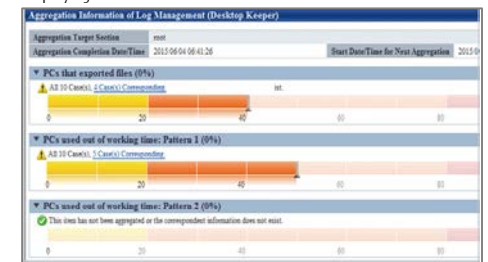 Aggregation Information of Log Management (Desktop Keeper)
Aggregation Target Section root
Aggregation Completion Date/Time 2015/06/04 06:41:26 Start Date/Time for Next Aggregation
▼ PCs that exported files (0%)
All 10 Case(s), 4 Case(s) Corresponding ist.
0 20 40 60 80
▼ PCs used out of working time: Pattern 1 (0%)
All 10 Case(s), 5 Case(s) Corresponding
0 20 40 60 80
▼ PCs used out of working time: Pattern 2 (0%)
This item has not been aggregated or the correspondent information does not exist.
0 20 40 60 80